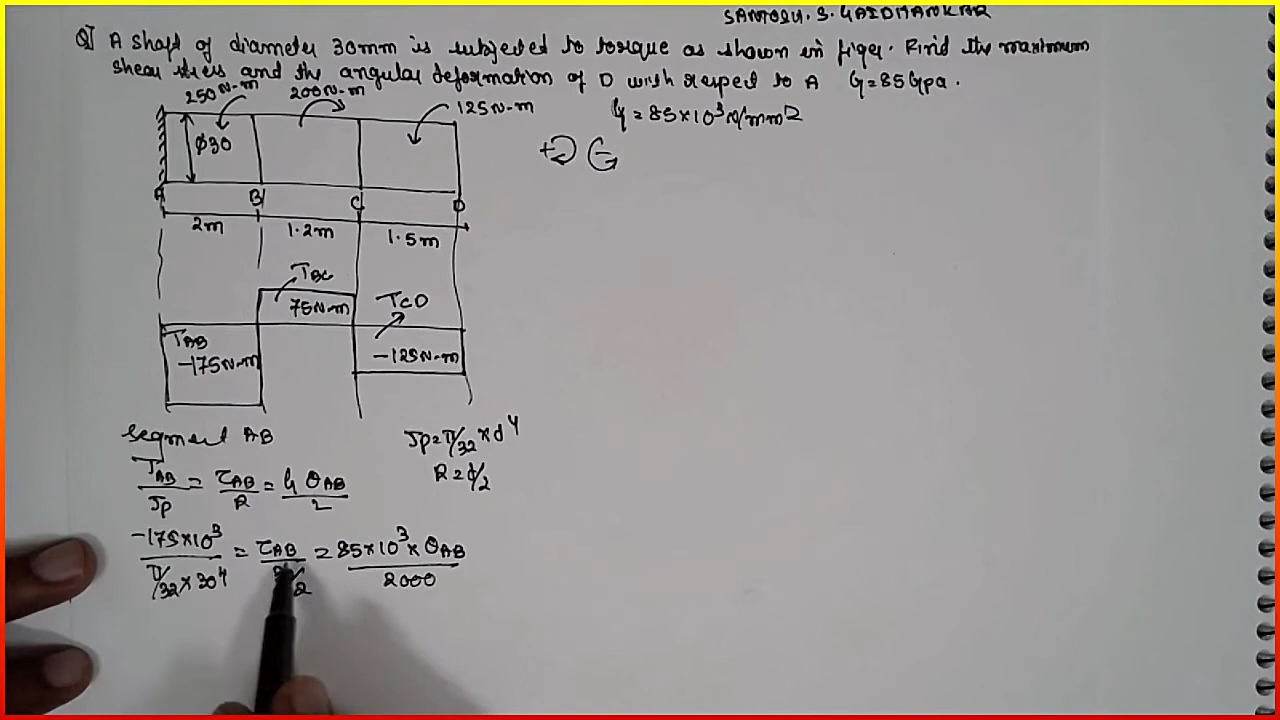 SANTOSH. S. GAIDHANKAR
Q] A shaft of diameter 30mm is subjected to torque as shown in figer. Find the maximum
shear stress and the angular deformation of D with respect to A G=85Gpa.
250N-m 200N-m 125N-m
G = 85×10³N/mm2
ϕ30
A B C D
2m 1.2m 1.5m
TBC
75N-m
TCD
-125N-m
TAB
-175N-m
Segment AB
TAB/Jp = τAB/R = G θAB/2
Jp=π/32×d⁴
R=d/2
-175×10³/π/32×30⁴ = τAB/ /2 = 85×10³×θAB/2000